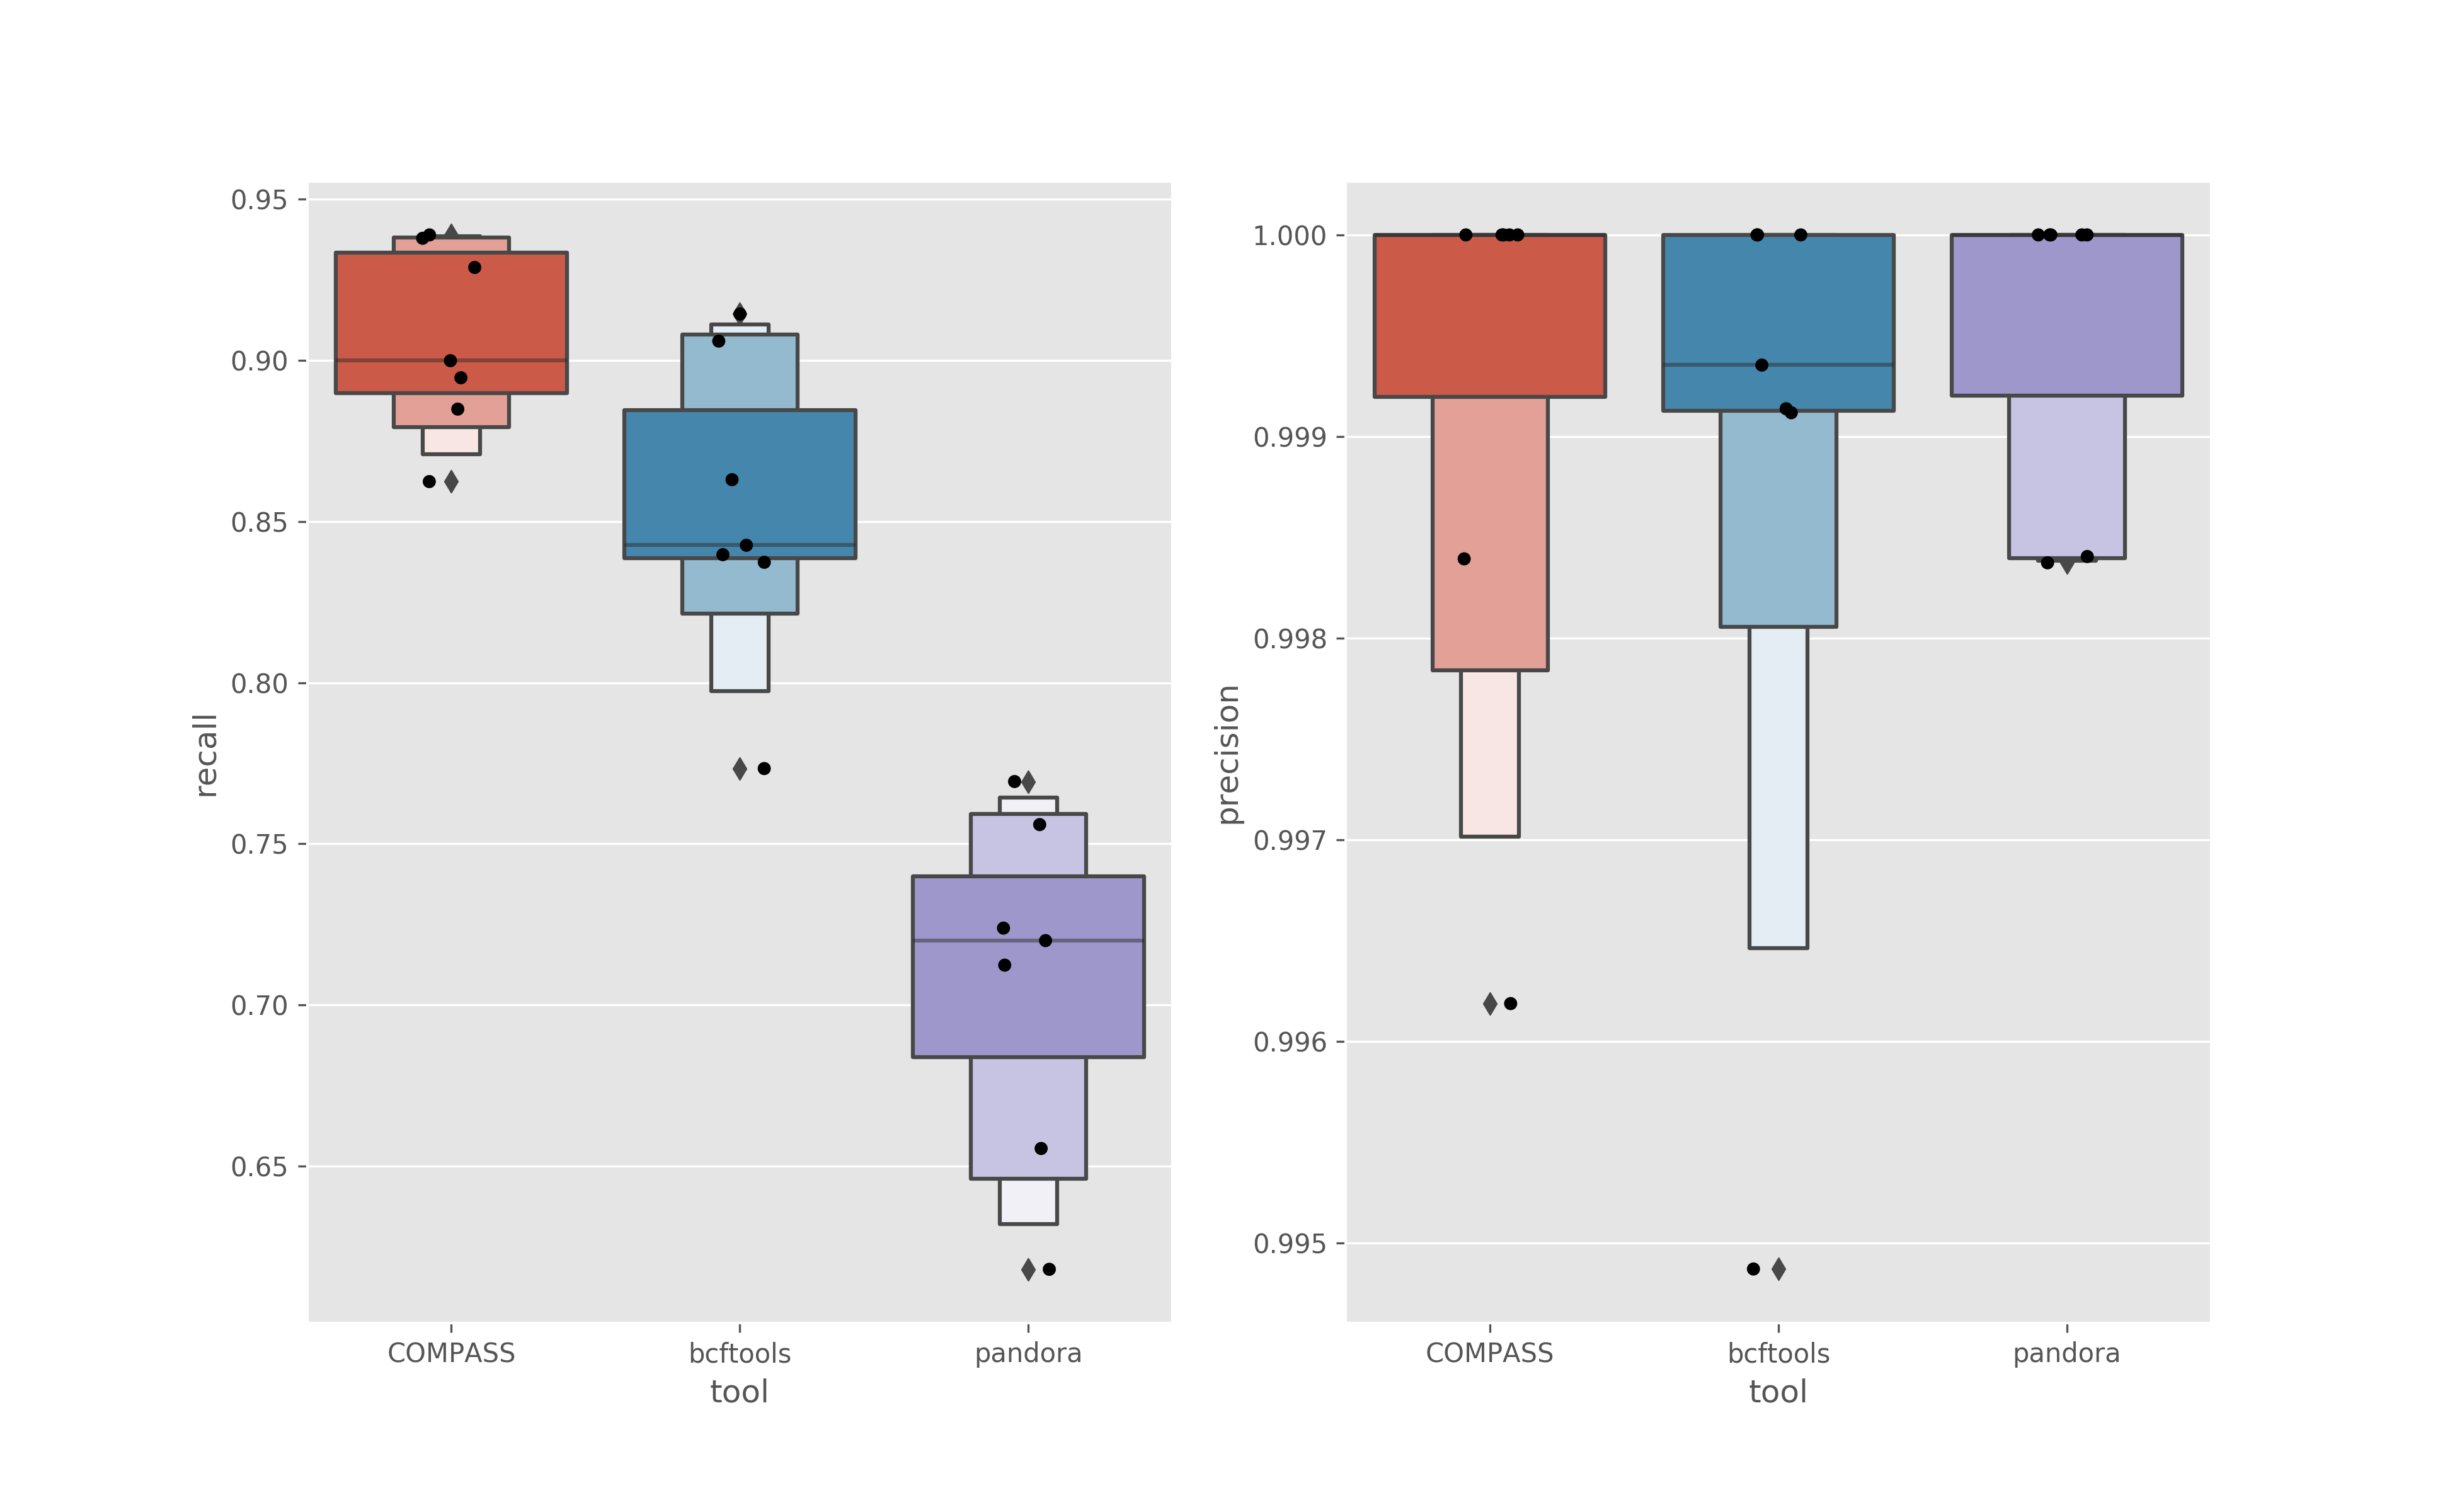 recall
0.95
0.90
0.85
0.80
0.75
0.70
0.65
COMPASS bcftools pandora
tool
precision
1.000
0.999
0.998
0.997
0.996
0.995
COMPASS bcftools pandora
tool